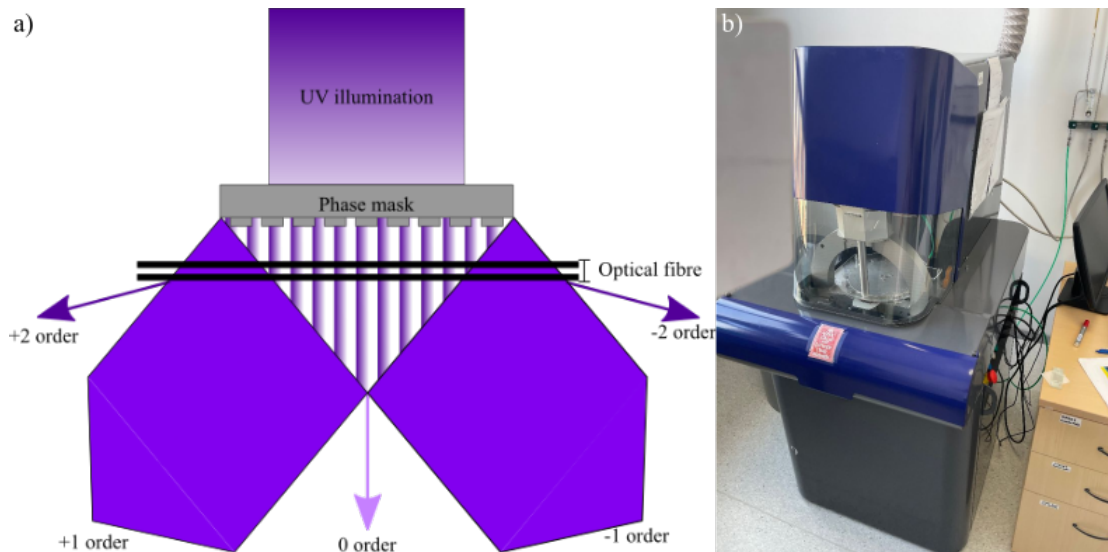 a)
UV illumination
Phase mask
Optical fibre
+2 order
-2 order
+1 order
0 order
-1 order
b)